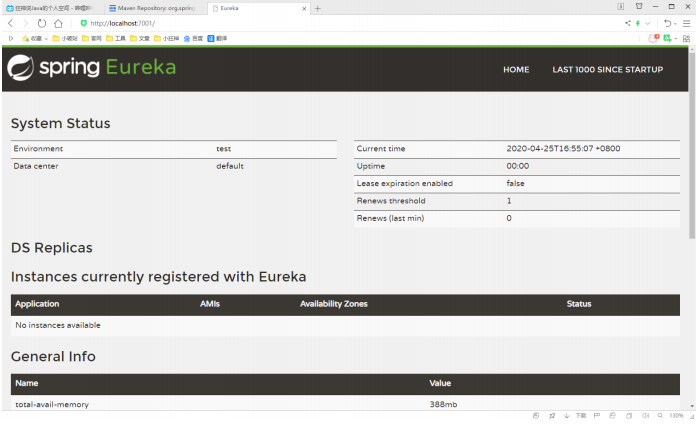 狂神说Java的个人空间 - 哔哩哔
Maven Repository: org.spring
Eureka
http://localhost:7001/
收藏 小破站 官网 工具 文章 小狂神 百度 翻译
spring Eureka
HOME LAST 1000 SINCE STARTUP
System Status
Environment test
Data center default
Current time 2020-04-25T16:55:07 +0800
Uptime 00:00
Lease expiration enabled false
Renews threshold 1
Renews (last min) 0
DS Replicas
Instances currently registered with Eureka
Application AMIs Availability Zones Status
No instances available
General Info
Name Value
total-avail-memory 388mb
下载 130%